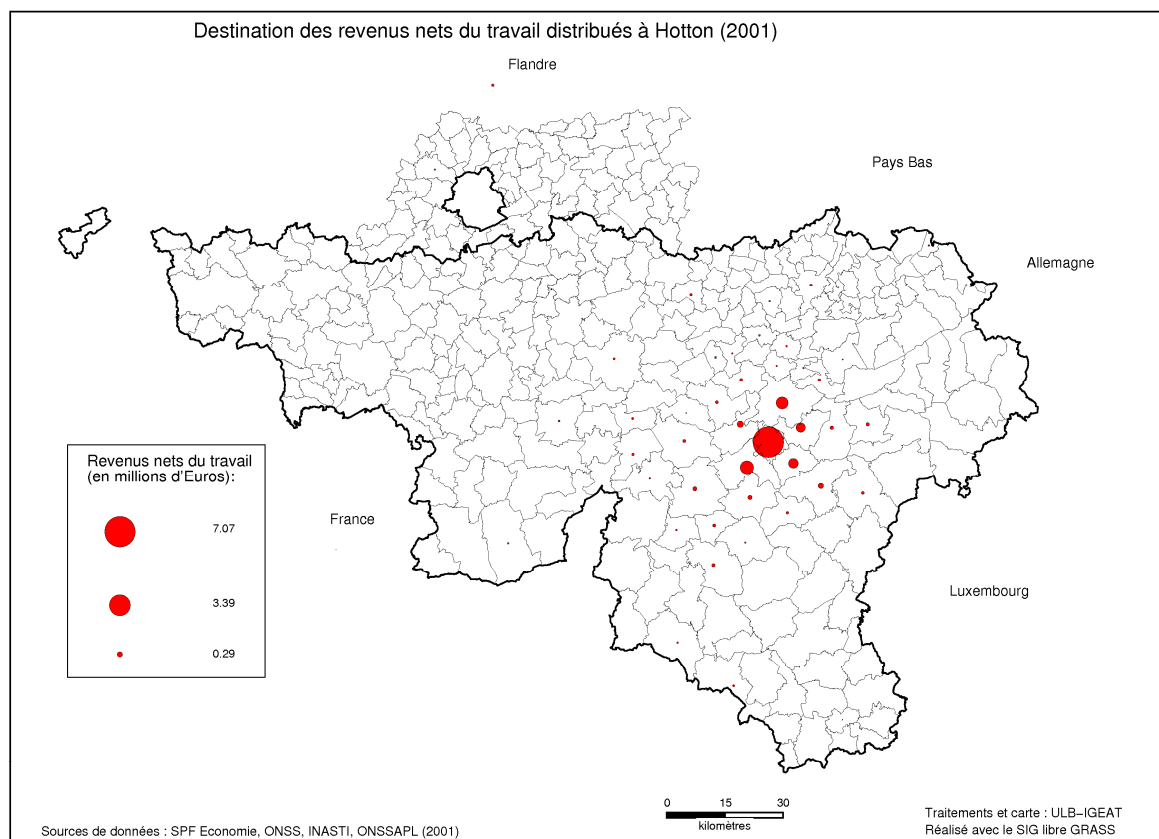 Destination des revenus nets du travail distribués à Hotton (2001)
Flandre
Pays Bas
Allemagne
Revenus nets du travail
(en millions d'Euros):
7.07
3.39
0.29
France
Luxembourg
0 15 30
kilomètres
Sources de données : SPF Economie, ONSS, INASTI, ONSSAPL (2001)
Traitements et carte : ULB-IGEAT
Réalisé avec le SIG libre GRASS